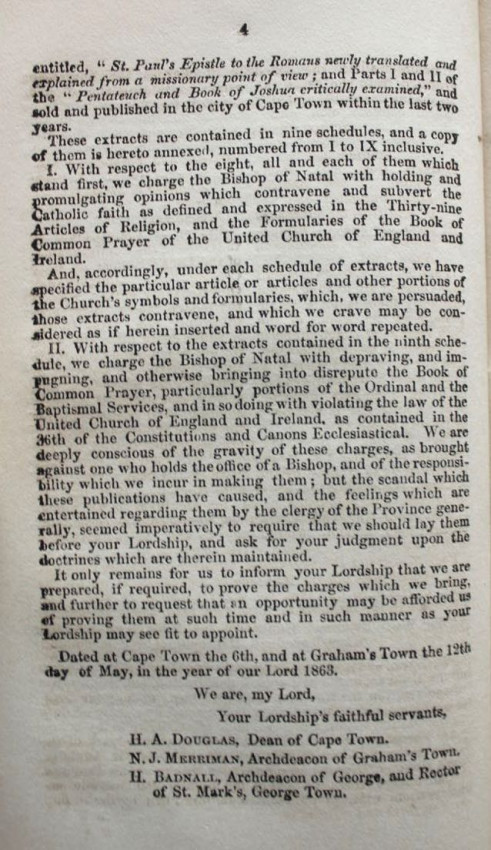 4
entitled, “ St. Paul's Epistle to the Romans newly translated and
explained from a missionary point of view ; and Parts I and II of
the “ Pentateuch and Book of Joshua critically examined,” and
sold and published in the city of Cape Town within the last two
years.
These extracts are contained in nine schedules, and a copy
of them is hereto annexed, numbered from I to IX inclusive.
I. With respect to the eight, all and each of them which
stand first, we charge the Bishop of Natal with holding and
promulgating opinions which contravene and subvert the
Catholic faith as defined and expressed in the Thirty-nine
Articles of Religion, and the Formularies of the Book of
Common Prayer of the United Church of England and
Ireland.
And, accordingly, under each schedule of extracts, we have
specified the particular article or articles and other portions of
the Church's symbols and formularies, which, we are persuaded,
those extracts contravene, and which we crave may be con-
sidered as if herein inserted and word for word repeated.
II. With respect to the extracts contained in the ninth sche-
dule, we charge the Bishop of Natal with depraving, and im-
pugning, and otherwise bringing into disrepute the Book of
Common Prayer, particularly portions of the Ordinal and the
Baptismal Services, and in so doing with violating the law of the
United Church of England and Ireland, as contained in the
36th of the Constitutions and Canons Ecclesiastical. We are
deeply conscious of the gravity of these charges, as brought
against one who holds the office of a Bishop, and of the responsi-
bility which we incur in making them ; but the scandal which
these publications have caused, and the feelings which are
entertained regarding them by the clergy of the Province gene-
rally, seemed imperatively to require that we should lay them
before your Lordship, and ask for your judgment upon the
doctrines which are therein maintained.
It only remains for us to inform your Lordship that we are
prepared, if required, to prove the charges which we bring,
and further to request that an opportunity may be afforded us
of proving them at such time and in such manner as your
Lordship may see fit to appoint.
Dated at Cape Town the 6th, and at Graham's Town the 12th
day of May, in the year of our Lord 1863.
We are, my Lord,
Your Lordship's faithful servants,
H. A. DOUGLAS, Dean of Cape Town.
N. J. MERRIMAN, Archdeacon of Graham's Town.
H. BADNALL, Archdeacon of George, and Rector
of St. Mark's, George Town.